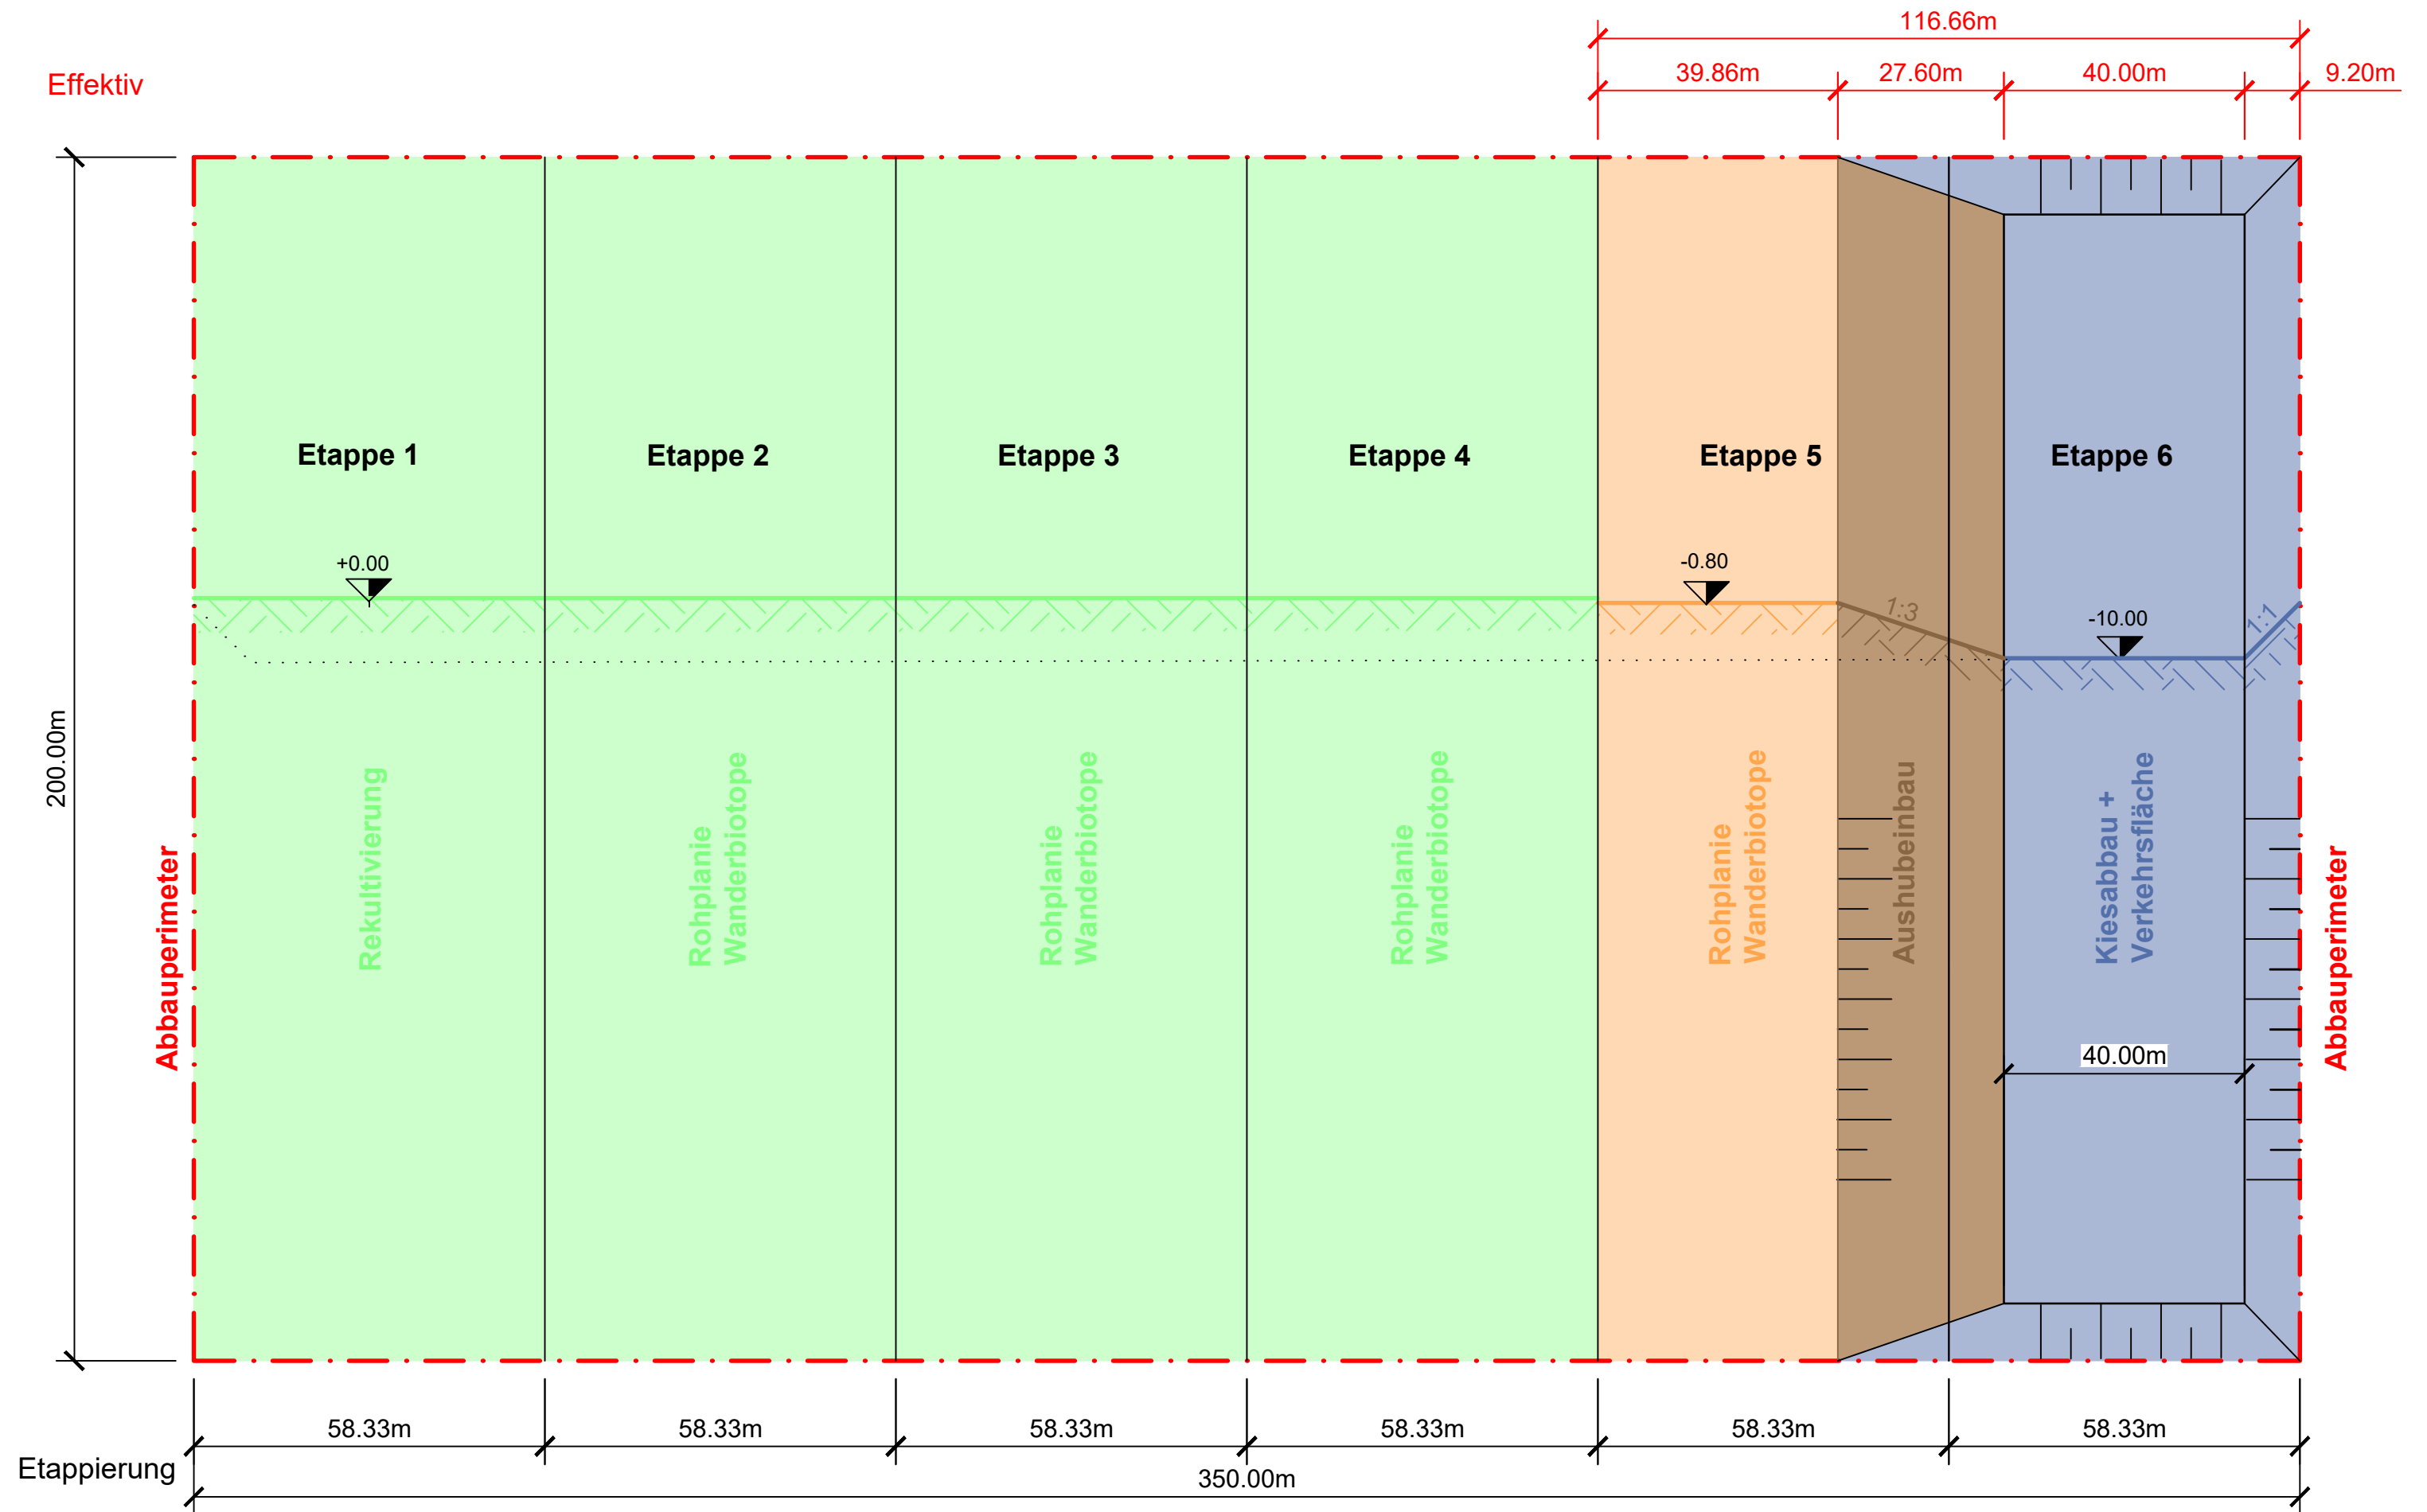 116.66m
Effektiv
39.86m 27.60m 40.00m 9.20m
Etappe 1 Etappe 2 Etappe 3 Etappe 4 Etappe 5 Etappe 6
+0.00
-0.80
1:3
-10.00
1:1
200.00m
Abbauperimeter
Rekultivierung
Rohplanie
Wanderbiotope
Rohplanie
Wanderbiotope
Rohplanie
Wanderbiotope
Rohplanie
Wanderbiotope
Aushubeinbau
Kiesabbau +
Verkehrsfläche
Abbauperimeter
40.00m
58.33m 58.33m 58.33m 58.33m 58.33m 58.33m
Etappierung
350.00m